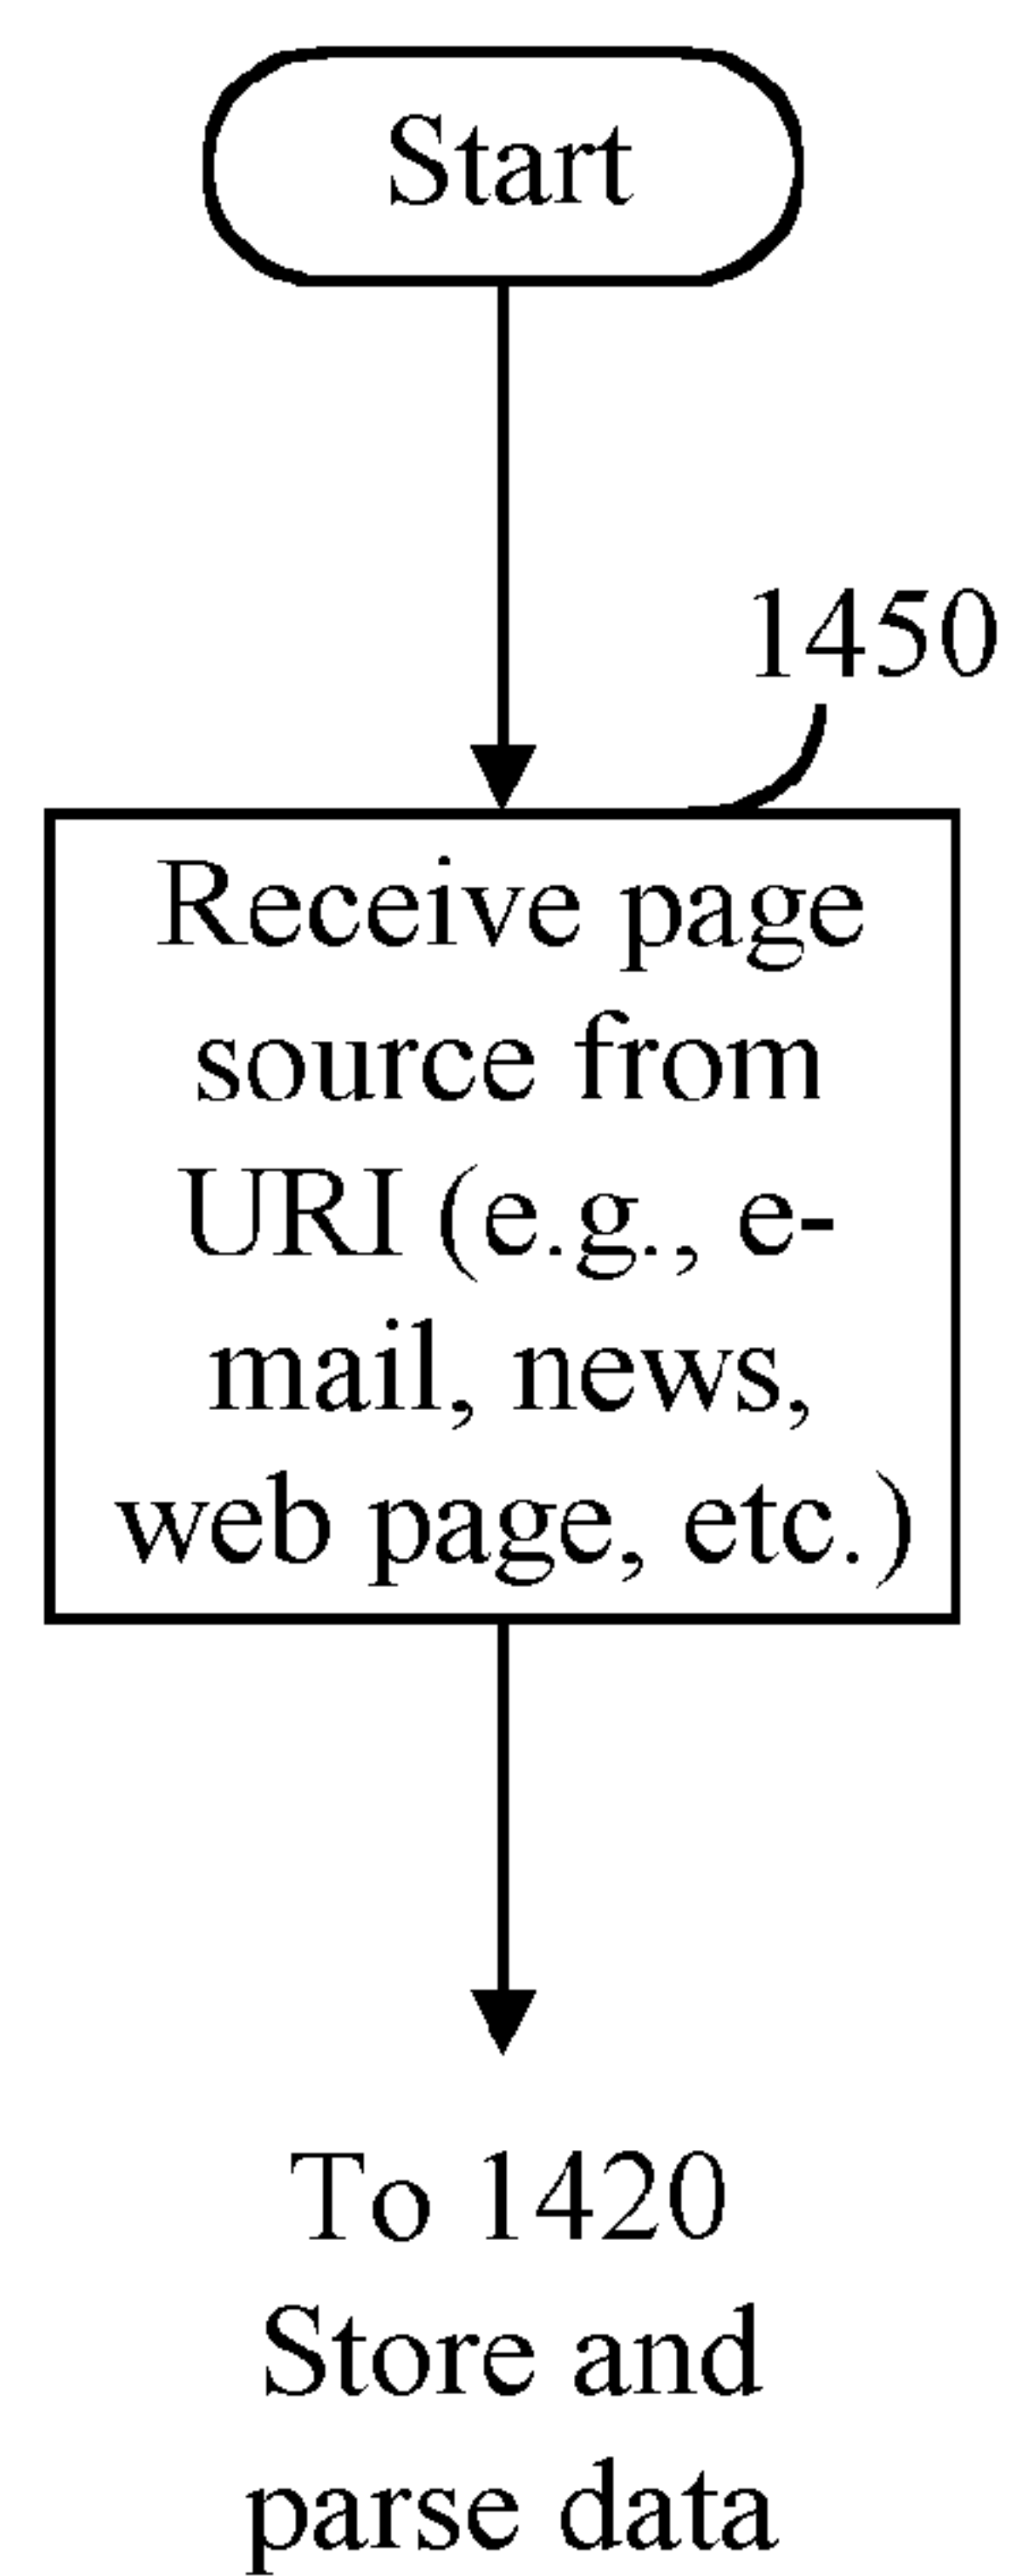 Start
1450
Receive page
source from
URI (e.g., e-
mail, news,
web page, etc.)
To 1420
Store and
parse data